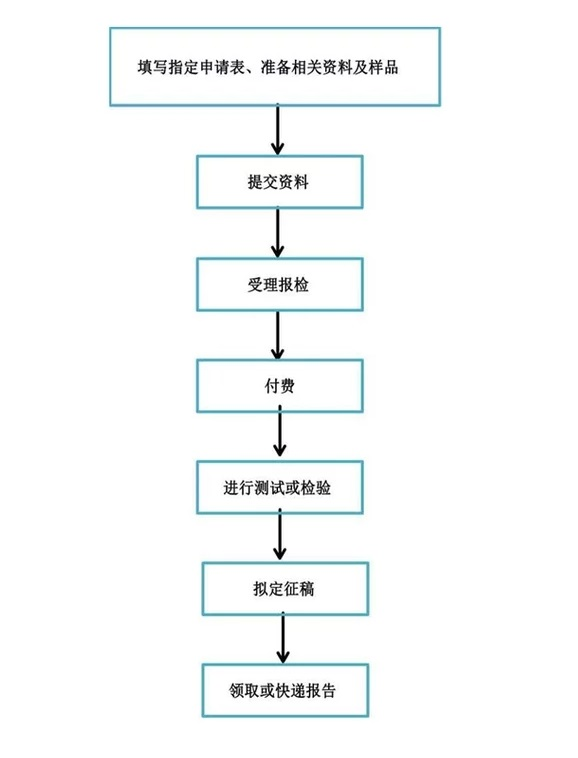 填写指定申请表、准备相关资料及样品
提交资料
受理报检
付费
进行测试或检验
拟定征稿
领取或快递报告